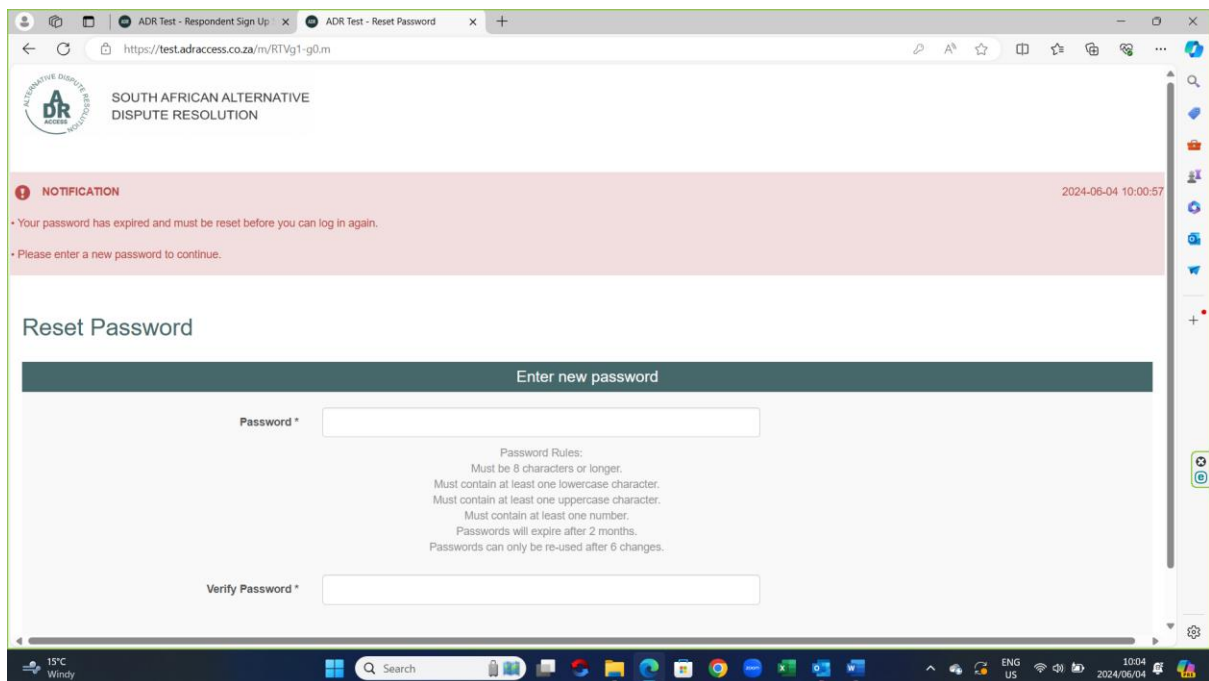 ADR Test - Respondent Sign Up
ADR Test - Reset Password
https://test.adraccess.co.za/m/RTVg1-g0.m
ALTERNATIVE DISPUTE RESOLUTION
ADR
ACCESS
SOUTH AFRICAN ALTERNATIVE
DISPUTE RESOLUTION
NOTIFICATION
2024-06-04 10:00:57
• Your password has expired and must be reset before you can log in again.
• Please enter a new password to continue.
Reset Password
Enter new password
Password *
Password Rules:
Must be 8 characters or longer.
Must contain at least one lowercase character.
Must contain at least one uppercase character.
Must contain at least one number.
Passwords will expire after 2 months.
Passwords can only be re-used after 6 changes.
Verify Password *
15°C
Windy
Search
ENG
US
10:04
2024/06/04